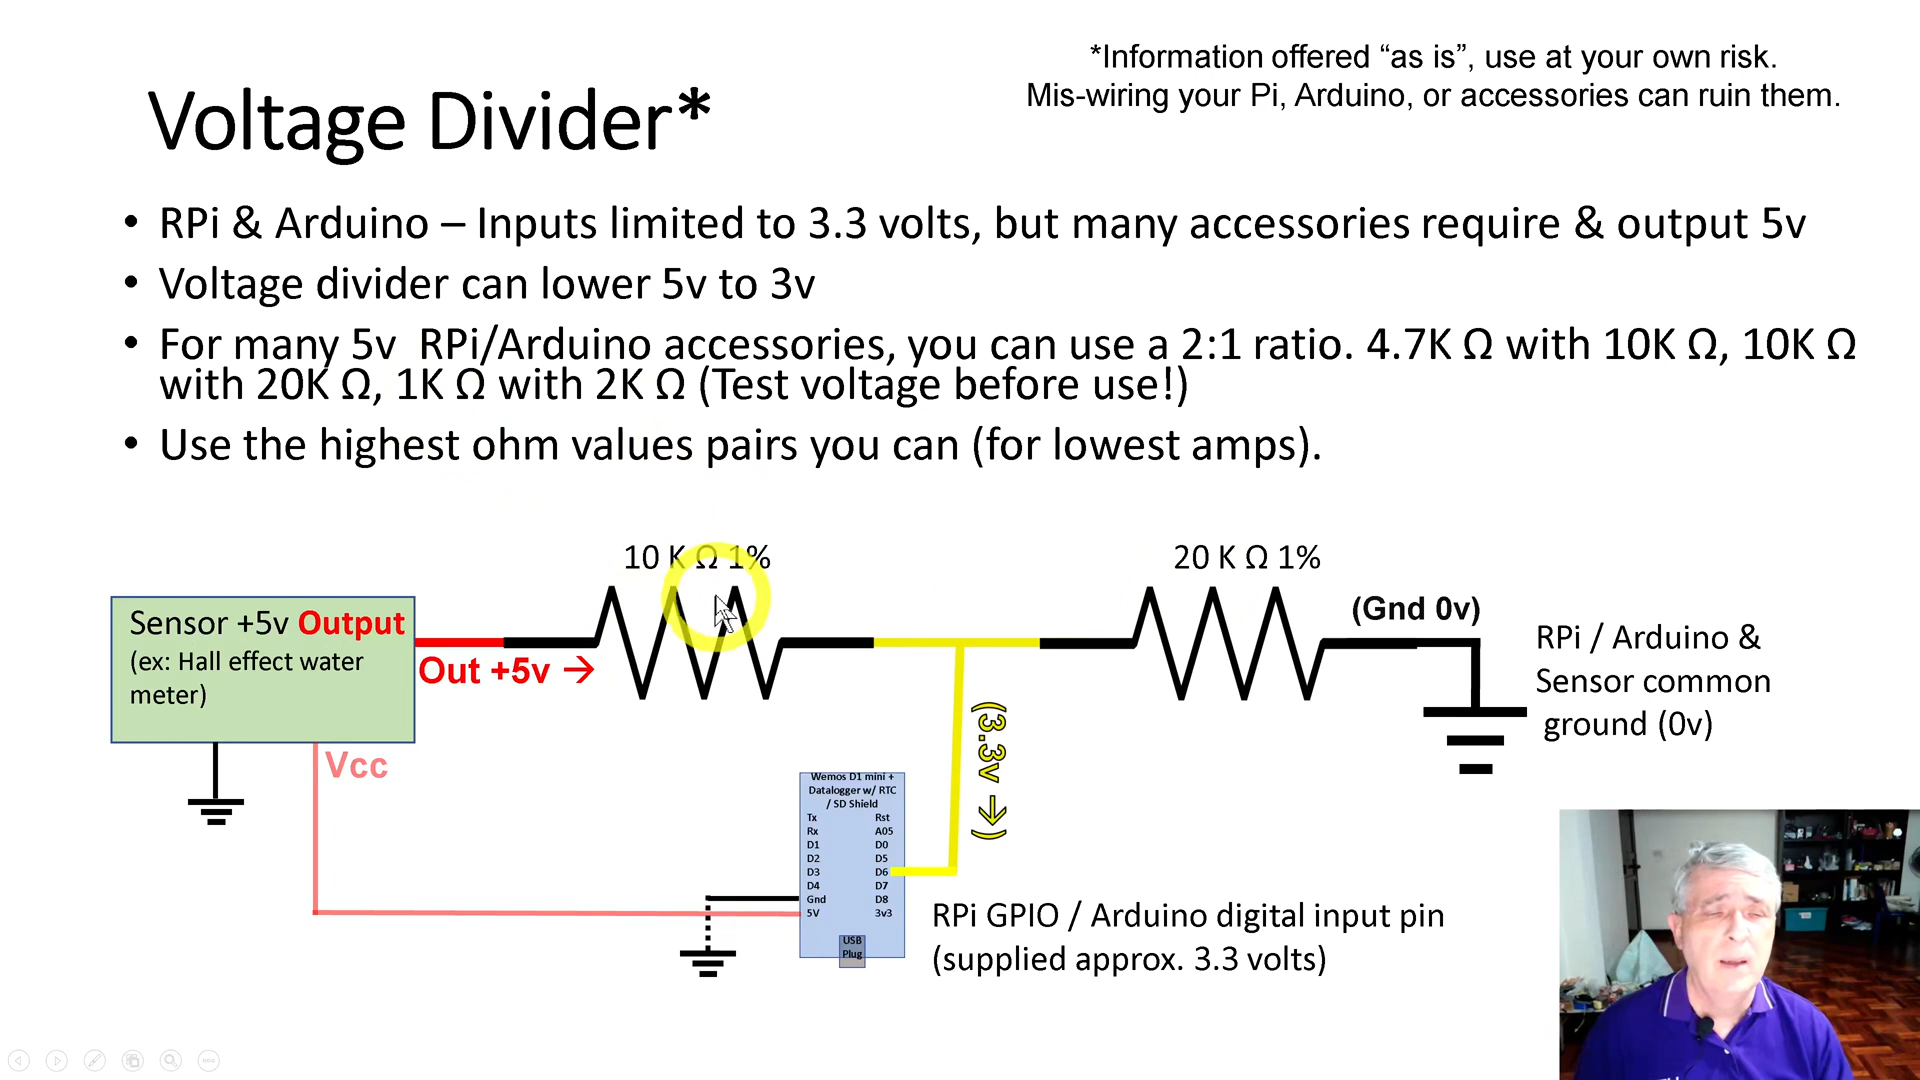 *Information offered “as is”, use at your own risk.
Mis-wiring your Pi, Arduino, or accessories can ruin them.
Voltage Divider*
• RPi & Arduino – Inputs limited to 3.3 volts, but many accessories require & output 5v
• Voltage divider can lower 5v to 3v
• For many 5v  RPi/Arduino accessories, you can use a 2:1 ratio. 4.7K Ω with 10K Ω, 10K Ω
with 20K Ω, 1K Ω with 2K Ω (Test voltage before use!)
• Use the highest ohm values pairs you can (for lowest amps).
10 K Ω 1%
20 K Ω 1%
Sensor +5v Output
(ex: Hall effect water
meter)
Out +5v →
(Gnd 0v)
RPi / Arduino &
Sensor common
ground (0v)
Vcc
(3.3v →)
Wemos D1 mini +
Datalogger w/ RTC
/ SD Shield
Tx Rst
Rx A05
D1 D0
D2 D5
D3 D6
D4 D7
Gnd D8
5V 3v3
USB
Plug
RPi GPIO / Arduino digital input pin
(supplied approx. 3.3 volts)